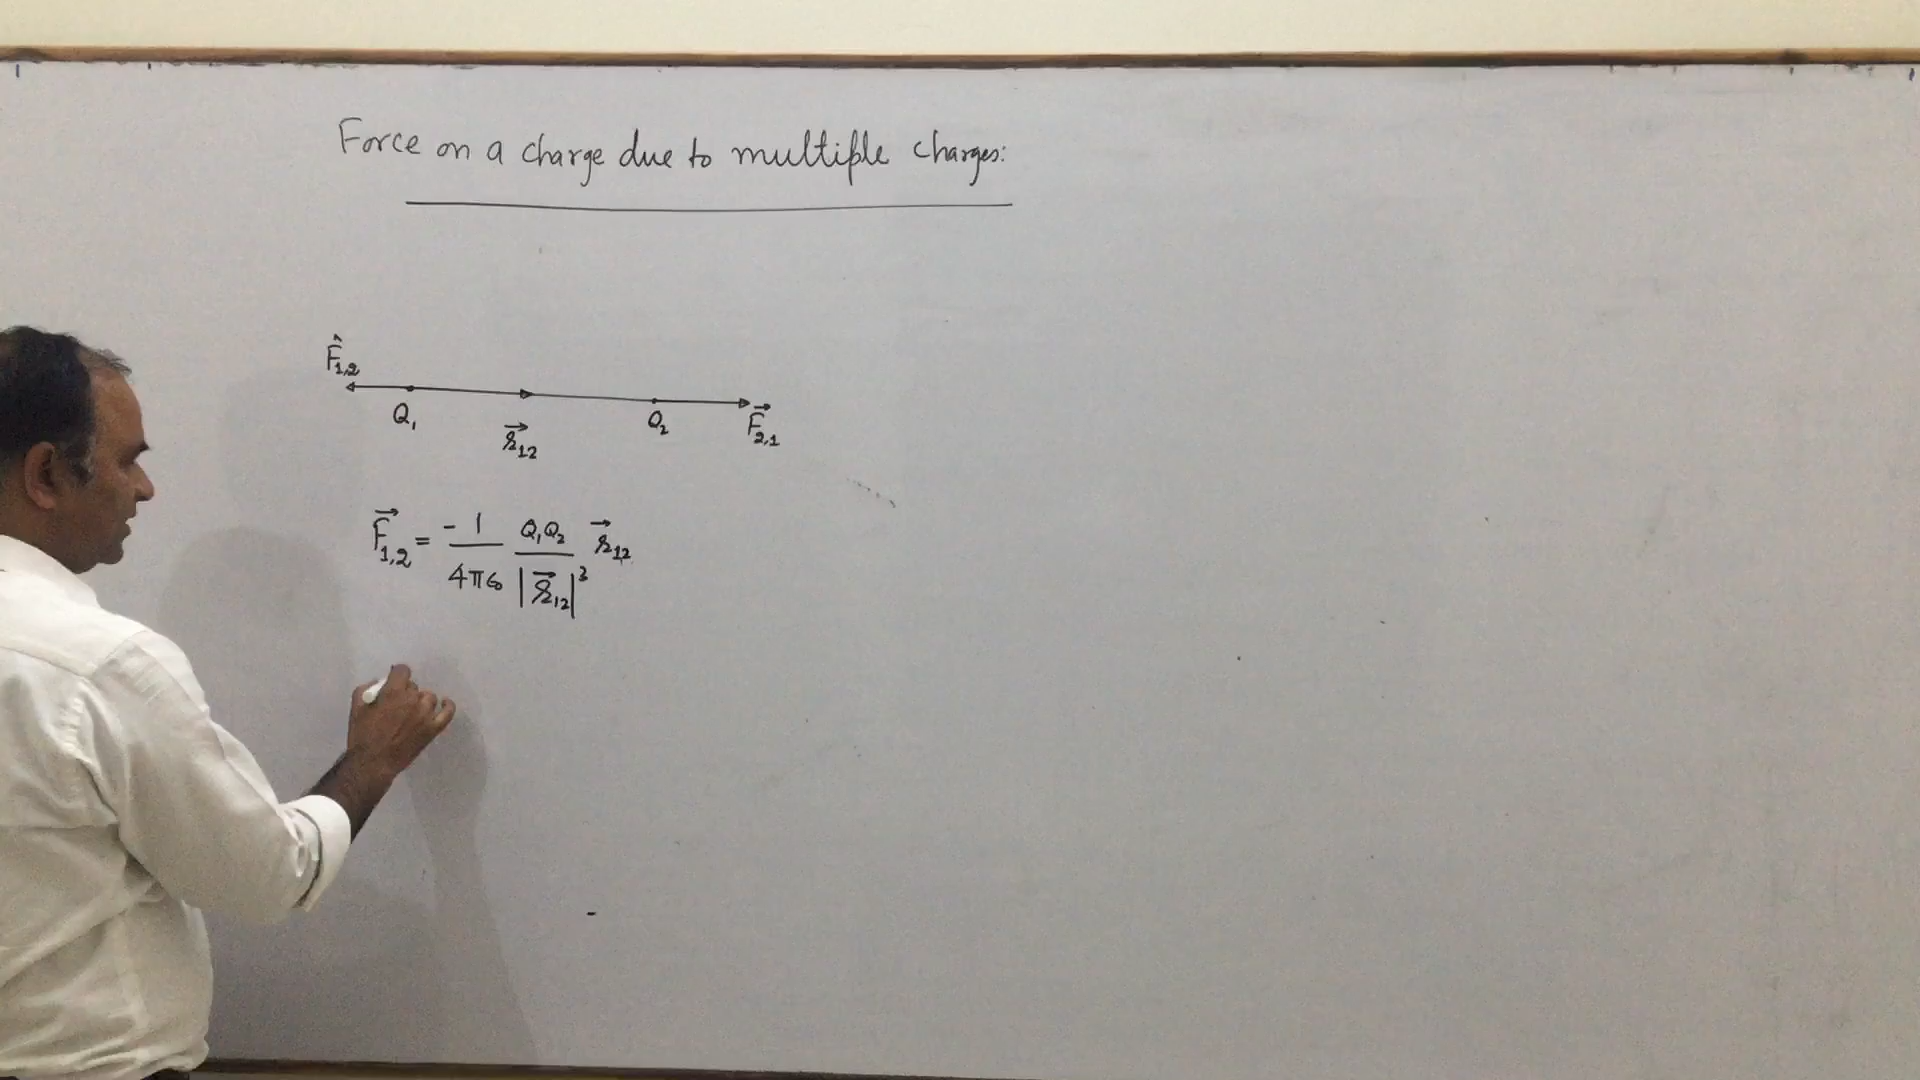 Force on a charge due to multiple charges:
F̂1,2
Q₁ r⃗12 Q₂ F⃗2,1
F⃗1,2 = -1/4πϵ₀ Q₁Q₂/|r⃗12|³ r⃗12